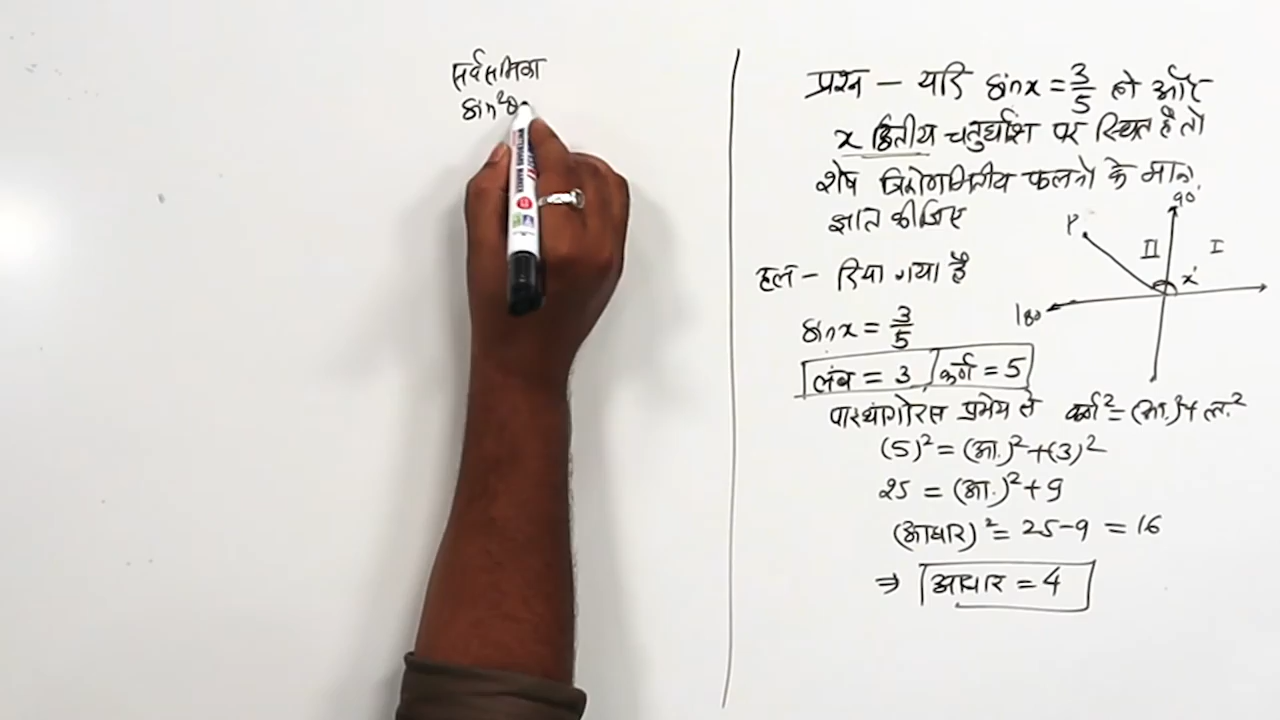 सर्वसमिका
sin²θ
प्रश्न – यदि sinx = 3/5 हो और
x द्वितीय चतुर्थांश पर स्थित है तो
शेष त्रिकोणमितीय फलनो के मान
ज्ञात कीजिए
90°
P
II
I
x
180
हल – दिया गया है
sinx = 3/5
लंब = 3 कर्ण = 5
पाइथागोरस प्रमेय से कर्ण² = (आ.)² + ल.²
(5)² = (आ.)² + (3)²
25 = (आ.)² + 9
(आधार)² = 25 - 9 = 16
⇒ आधार = 4